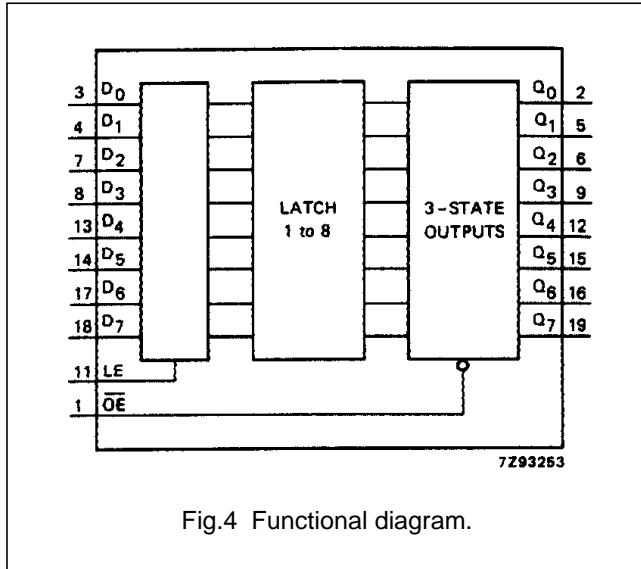 3 D0 Q0 2
4 D1 Q1 5
7 D2 Q2 6
8 D3 Q3 9
LATCH 3-STATE
1 to 8 OUTPUTS
13 D4 Q4 12
14 D5 Q5 15
17 D6 Q6 16
18 D7 Q7 19
11 LE
1 O̅E̅
7Z93253
Fig.4 Functional diagram.